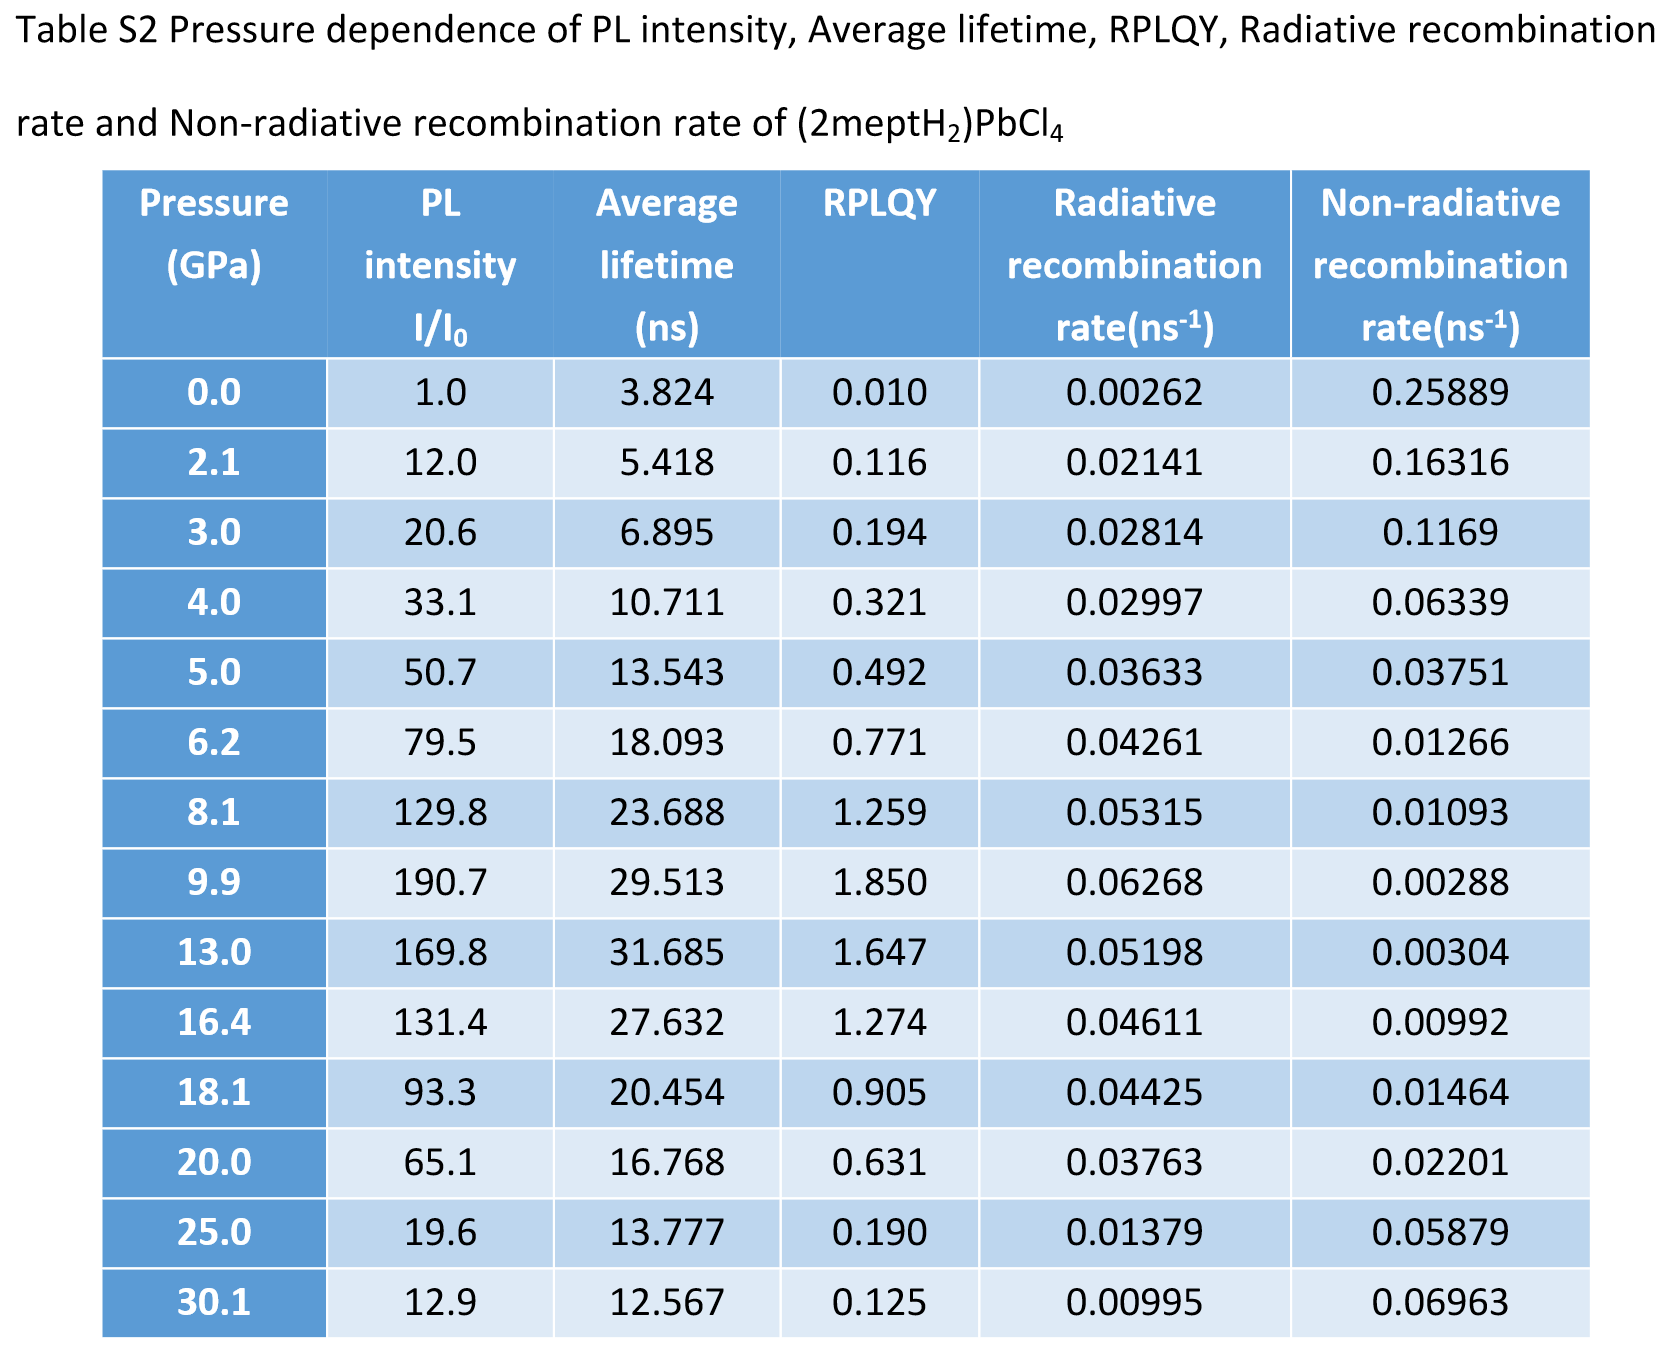 Table S2 Pressure dependence of PL intensity, Average lifetime, RPLQY, Radiative recombination
rate and Non-radiative recombination rate of (2meptH₂)PbCl₄
Pressure (GPa) PL intensity I/I₀ Average lifetime (ns) RPLQY Radiative recombination rate(ns⁻¹) Non-radiative recombination rate(ns⁻¹)
0.0 1.0 3.824 0.010 0.00262 0.25889
2.1 12.0 5.418 0.116 0.02141 0.16316
3.0 20.6 6.895 0.194 0.02814 0.1169
4.0 33.1 10.711 0.321 0.02997 0.06339
5.0 50.7 13.543 0.492 0.03633 0.03751
6.2 79.5 18.093 0.771 0.04261 0.01266
8.1 129.8 23.688 1.259 0.05315 0.01093
9.9 190.7 29.513 1.850 0.06268 0.00288
13.0 169.8 31.685 1.647 0.05198 0.00304
16.4 131.4 27.632 1.274 0.04611 0.00992
18.1 93.3 20.454 0.905 0.04425 0.01464
20.0 65.1 16.768 0.631 0.03763 0.02201
25.0 19.6 13.777 0.190 0.01379 0.05879
30.1 12.9 12.567 0.125 0.00995 0.06963